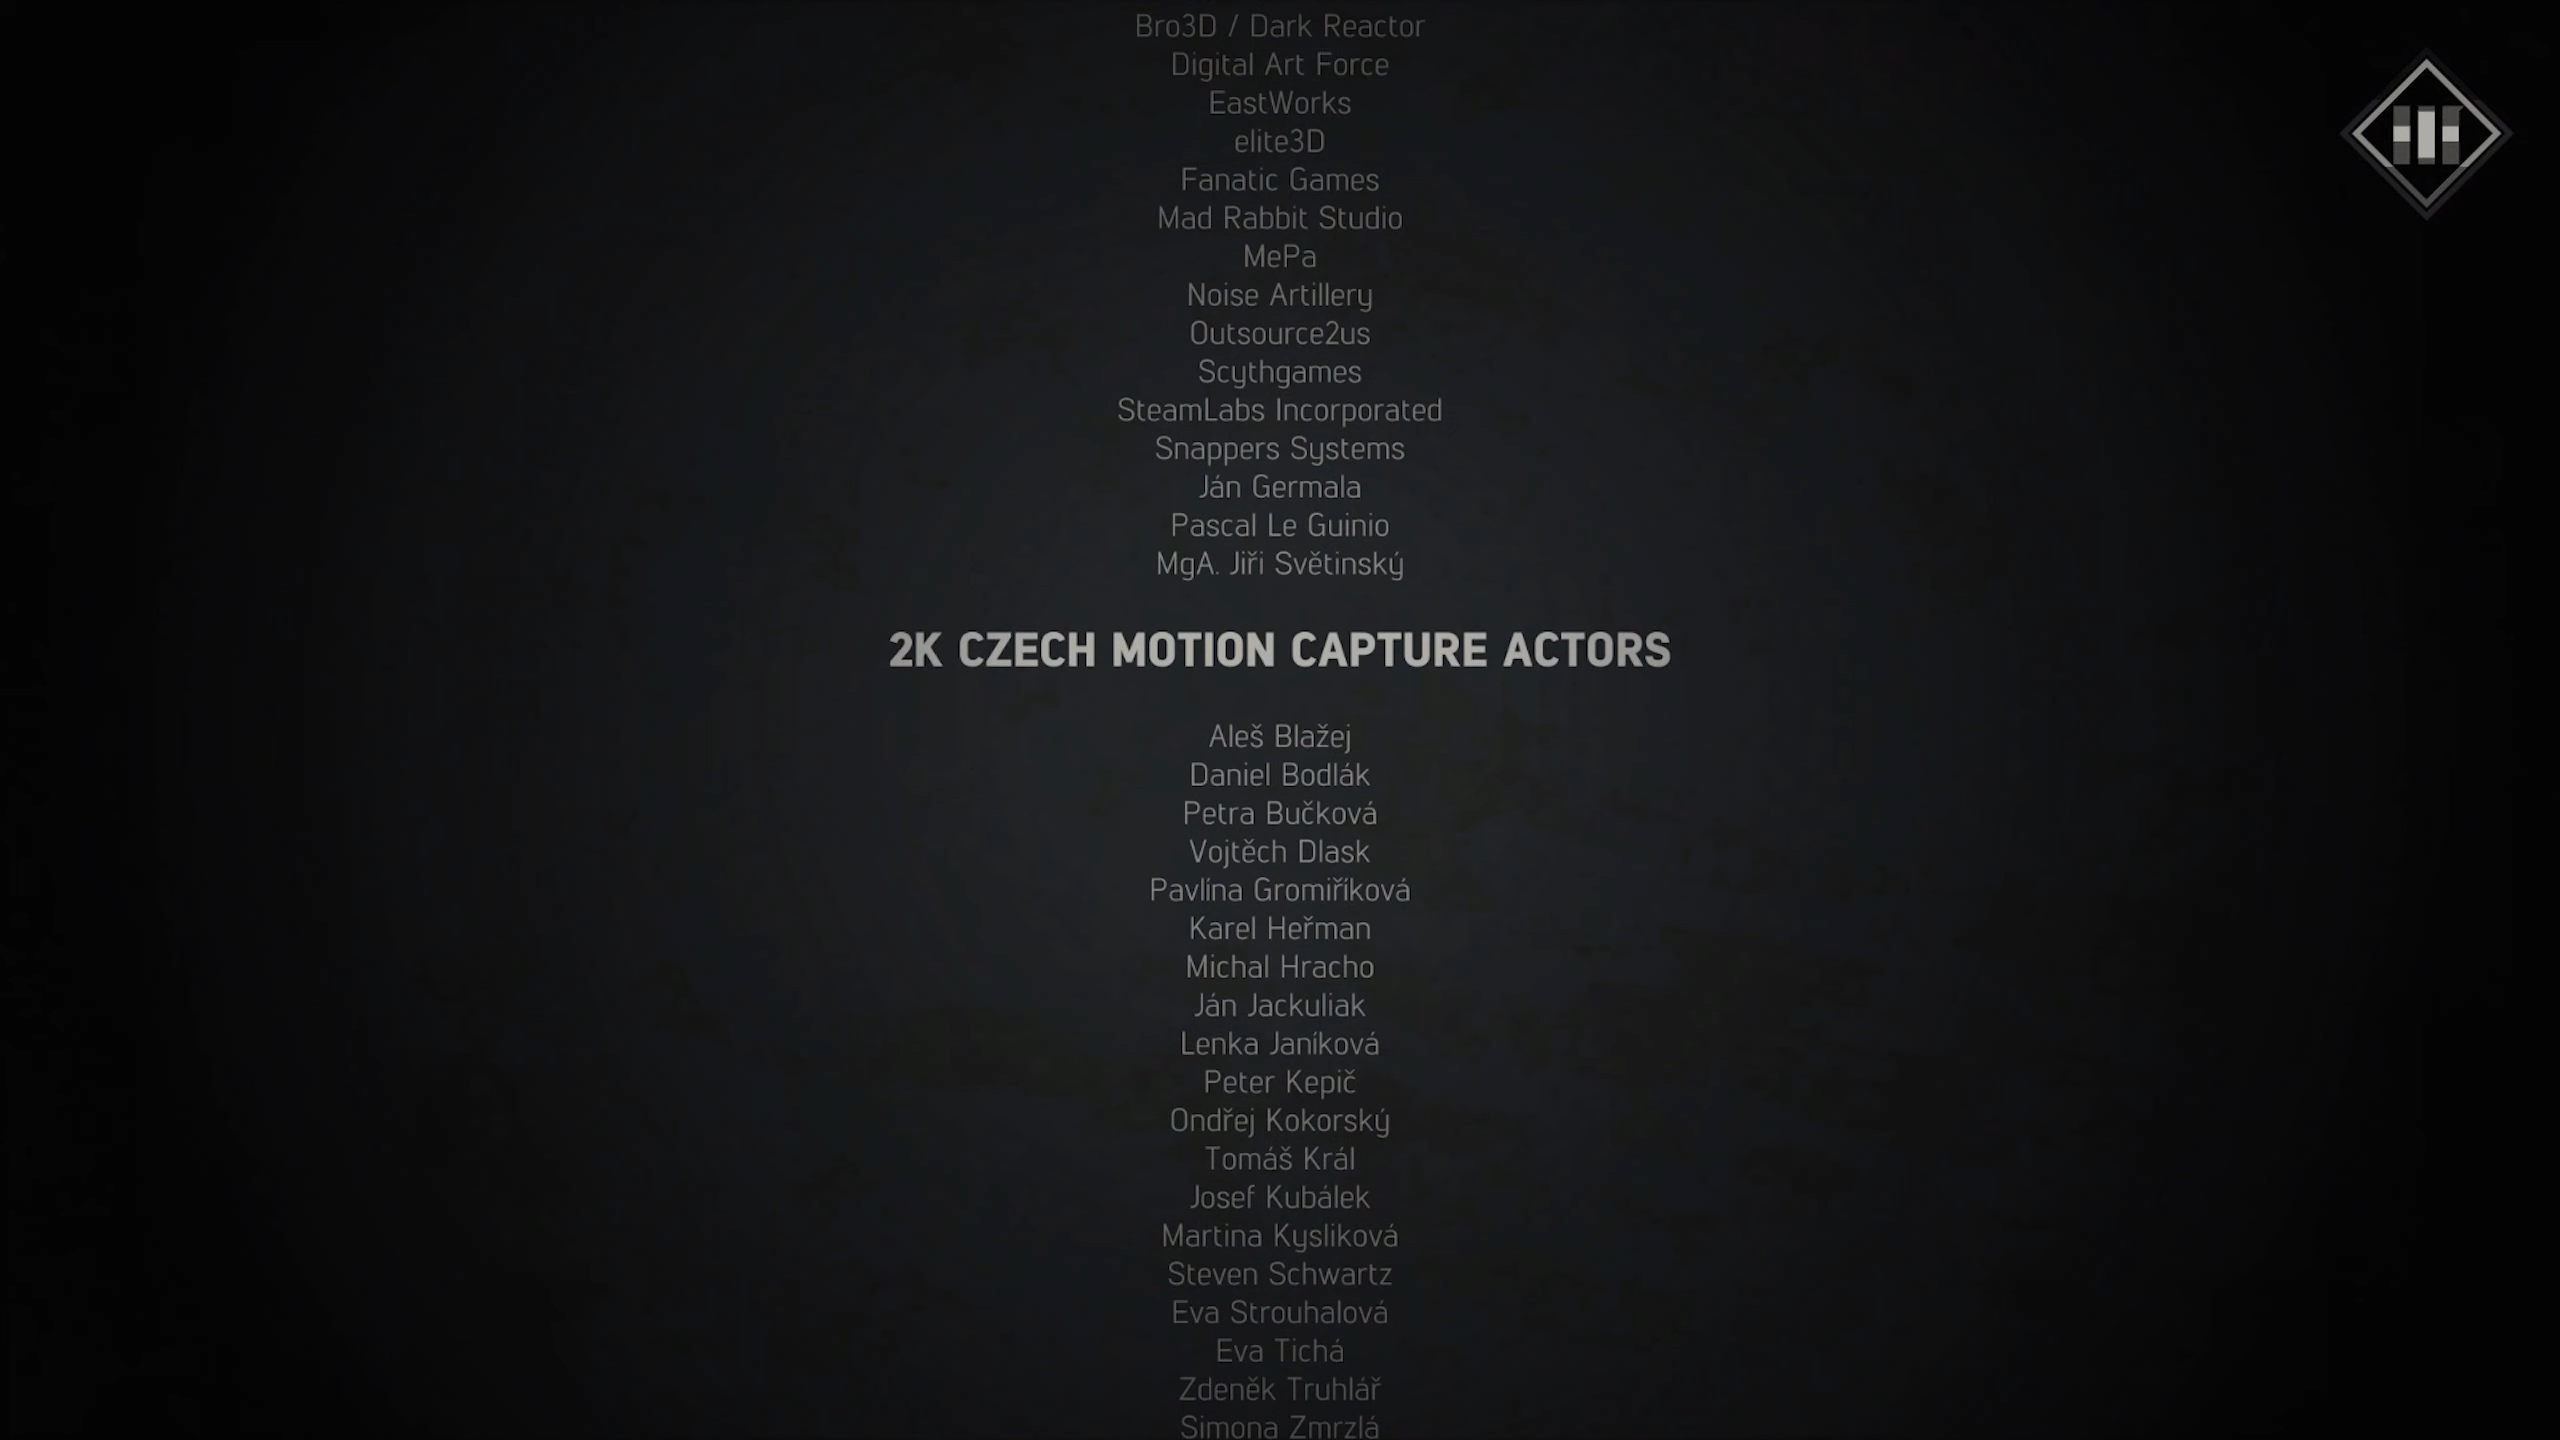 Bro3D / Dark Reactor
Digital Art Force
EastWorks
elite3D
Fanatic Games
Mad Rabbit Studio
MePa
Noise Artillery
Outsource2us
Scythgames
SteamLabs Incorporated
Snappers Systems
Ján Germala
Pascal Le Guinio
MgA. Jiři Světinský
2K CZECH MOTION CAPTURE ACTORS
Aleš Blažej
Daniel Bodlák
Petra Bučková
Vojtěch Dlask
Pavlína Gromiříková
Karel Heřman
Michal Hracho
Ján Jackuliak
Lenka Janíková
Peter Kepič
Ondřej Kokorský
Tomáš Král
Josef Kubálek
Martina Kysliková
Steven Schwartz
Eva Strouhalová
Eva Tichá
Zdeněk Truhlář
Simona Zmrzlá